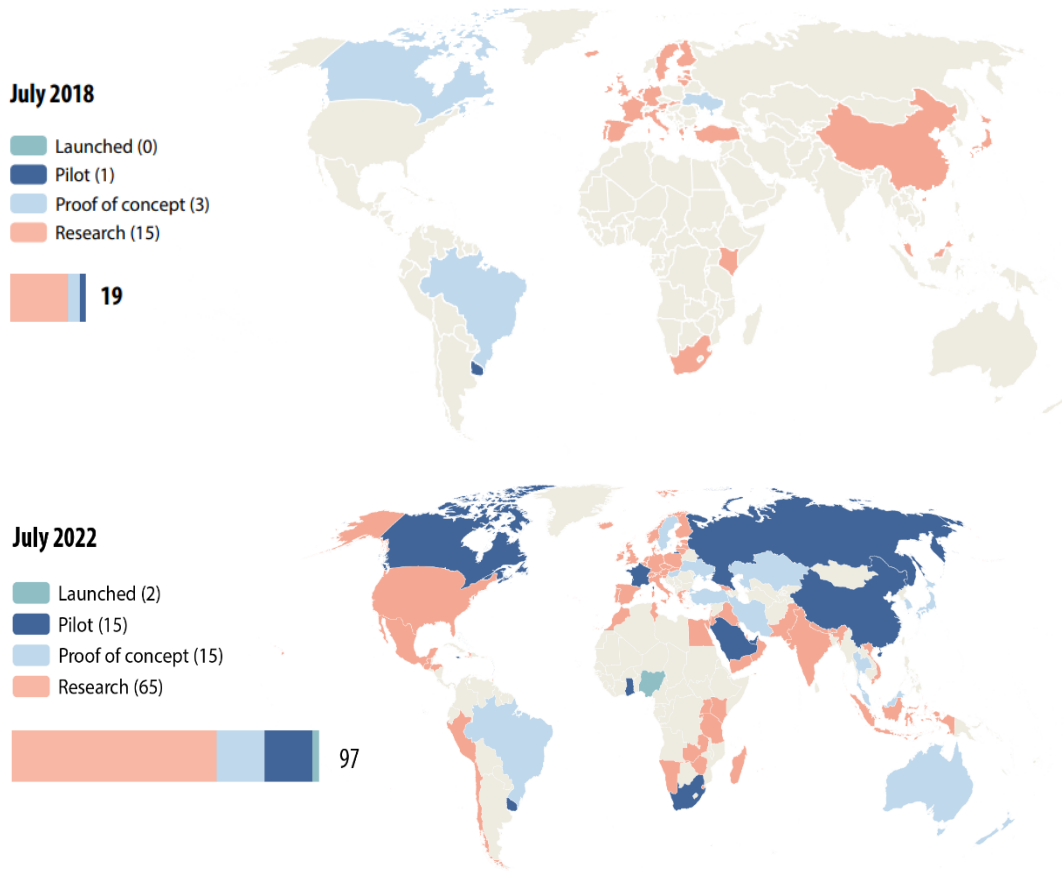 July 2018
Launched (0)
Pilot (1)
Proof of concept (3)
Research (15)
19
July 2022
Launched (2)
Pilot (15)
Proof of concept (15)
Research (65)
97